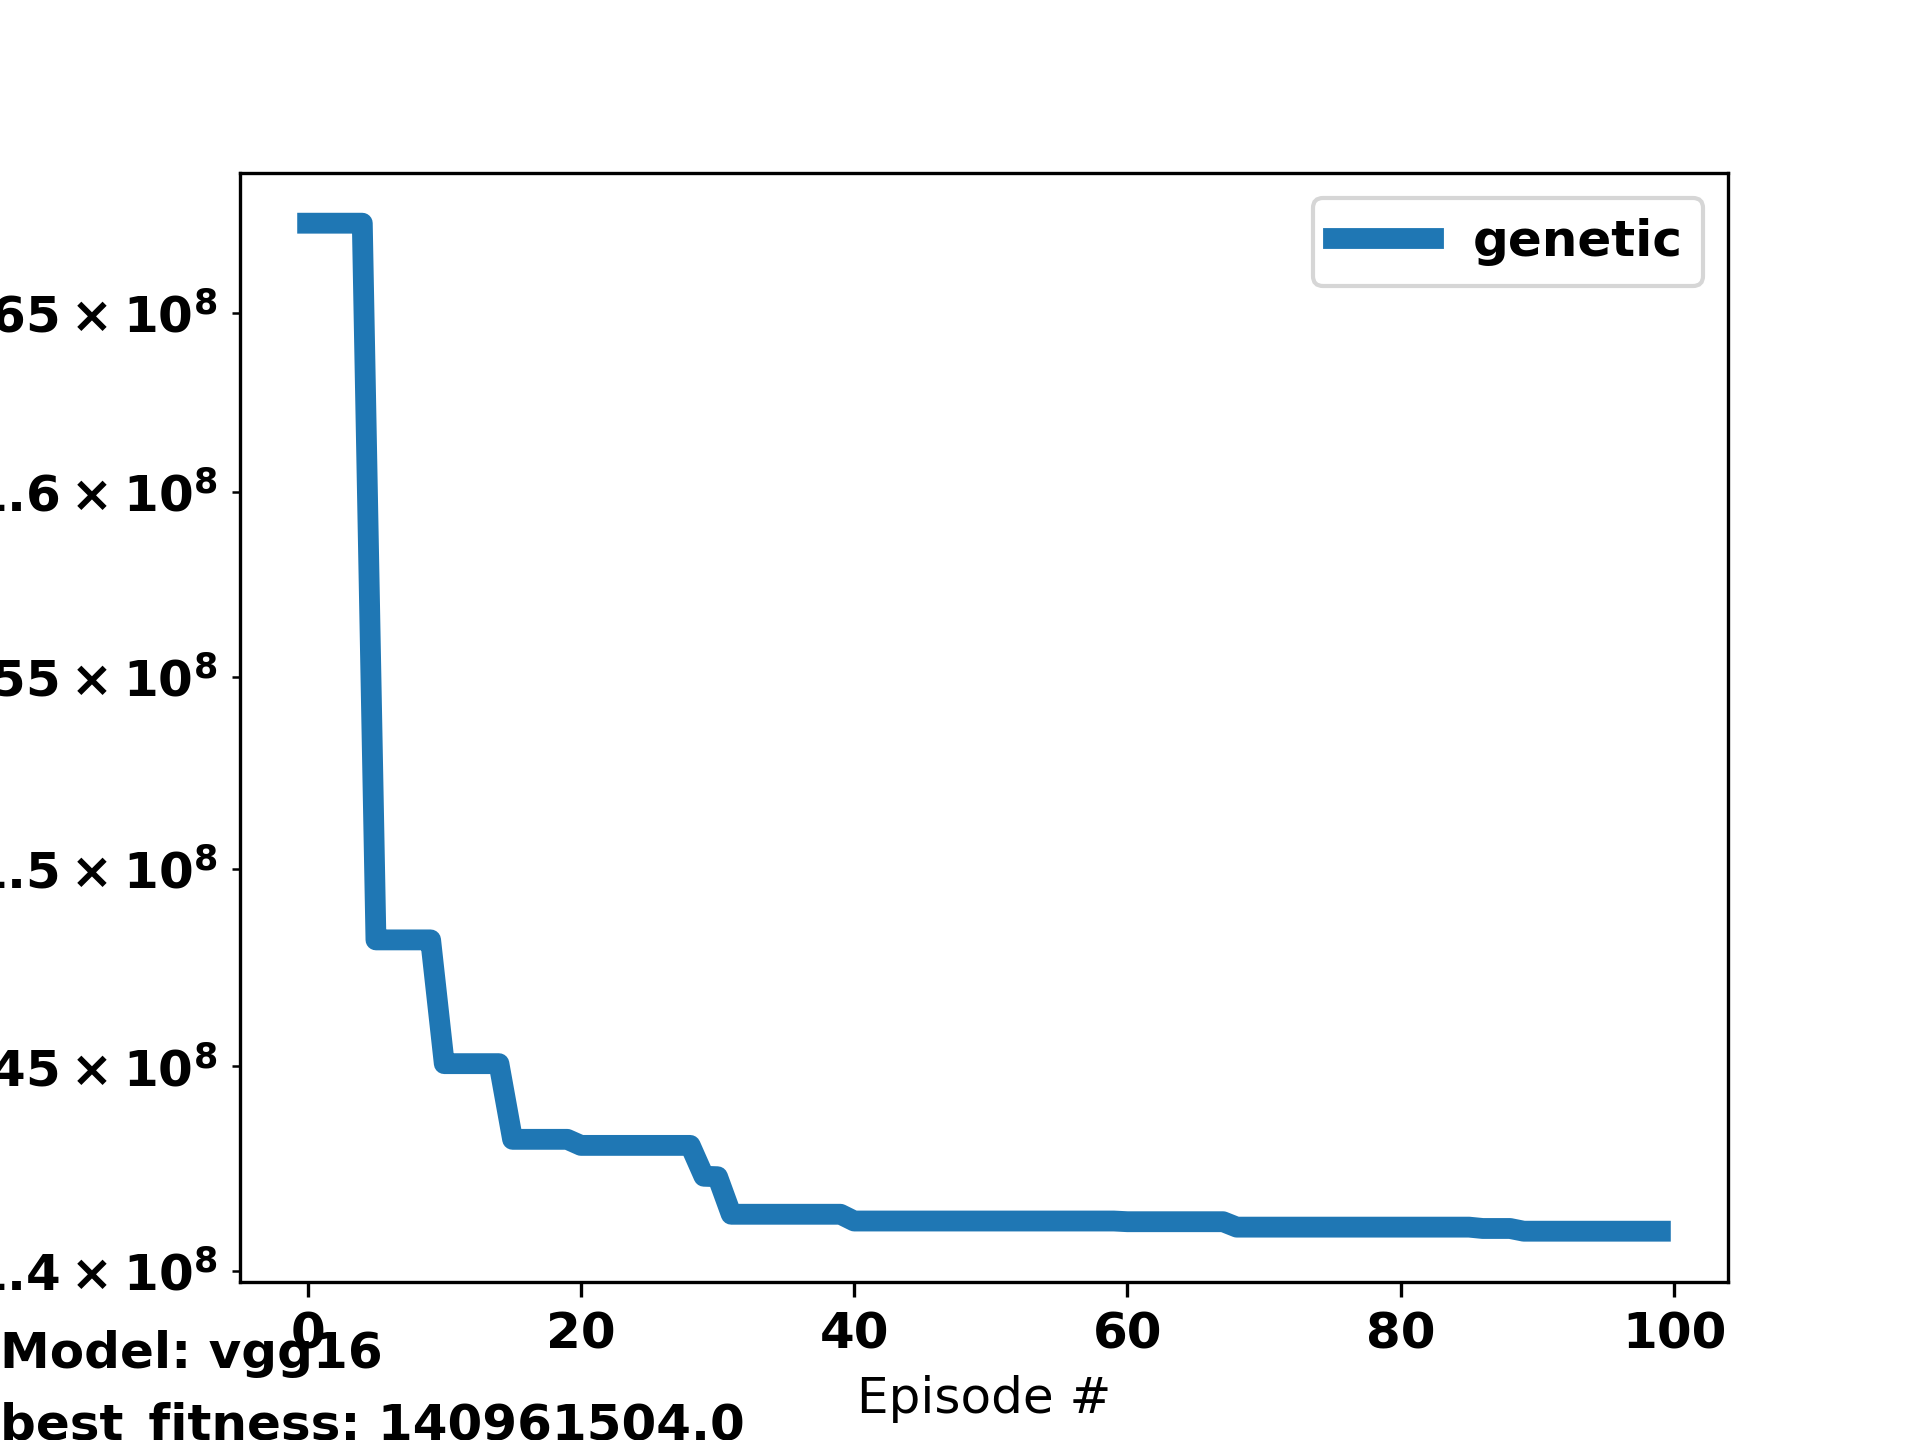 genetic
65 × 10⁸
.6 × 10⁸
55 × 10⁸
.5 × 10⁸
45 × 10⁸
.4 × 10⁸
0 20 40 60 80 100
Model: vgg16
Episode #
best_fitness: 140961504.0